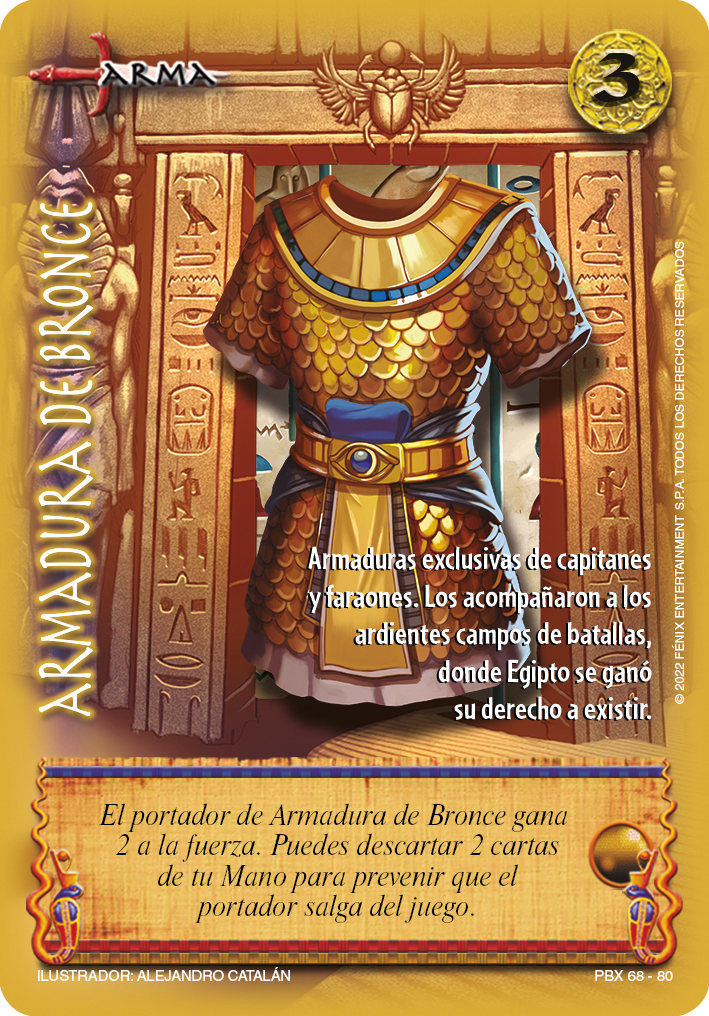 ARMA
3
ARMADURA DE BRONCE
Armaduras exclusivas de capitanes
y faraones. Los acompañaron a los
ardientes campos de batallas,
donde Egipto se ganó
su derecho a existir.
© 2022 FÉNIX ENTERTAINMENT S.P.A. TODOS LOS DERECHOS RESERVADOS
El portador de Armadura de Bronce gana
2 a la fuerza. Puedes descartar 2 cartas
de tu Mano para prevenir que el
portador salga del juego.
ILUSTRADOR: ALEJANDRO CATALÁN
PBX 68 - 80